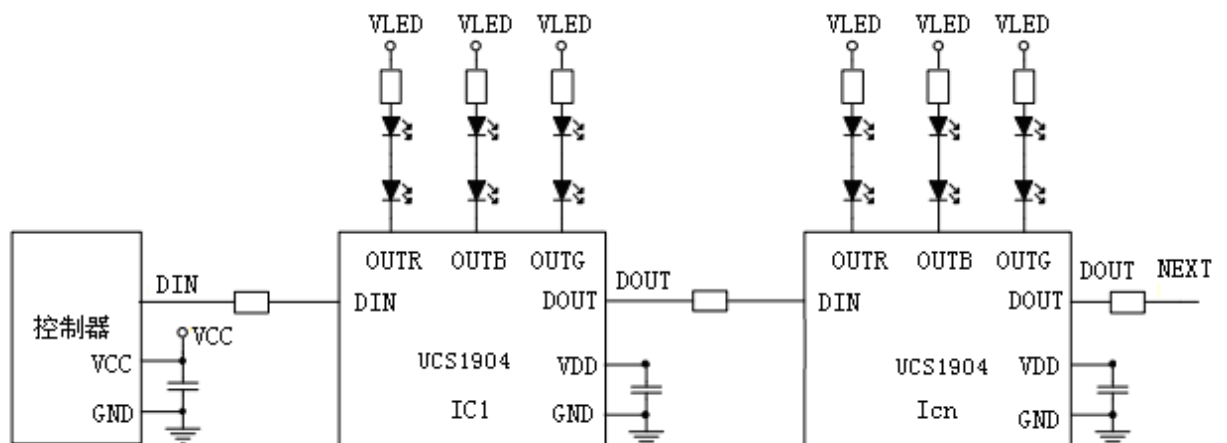 VLED VLED VLED VLED VLED VLED
OUTR OUTB OUTG OUTR OUTB OUTG
DIN DOUT DOUT NEXT
DIN DOUT DIN DOUT
控制器
VCC
VCC UCS1904 VDD UCS1904 VDD
GND IC1 GND Icn GND